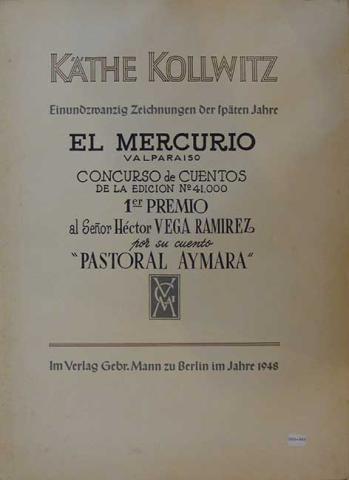 KÄTHE KOLLWITZ
Einundzwanzig Zeichnungen der späten Jahre
EL MERCURIO
VALPARAISO
CONCURSO de CUENTOS
DE LA EDICION Nº 41.000
1er PREMIO
al Señor Héctor VEGA RAMIREZ
por su cuento
"PASTORAL AYMARA"
Im Verlag Gebr. Mann zu Berlin im Jahre 1948